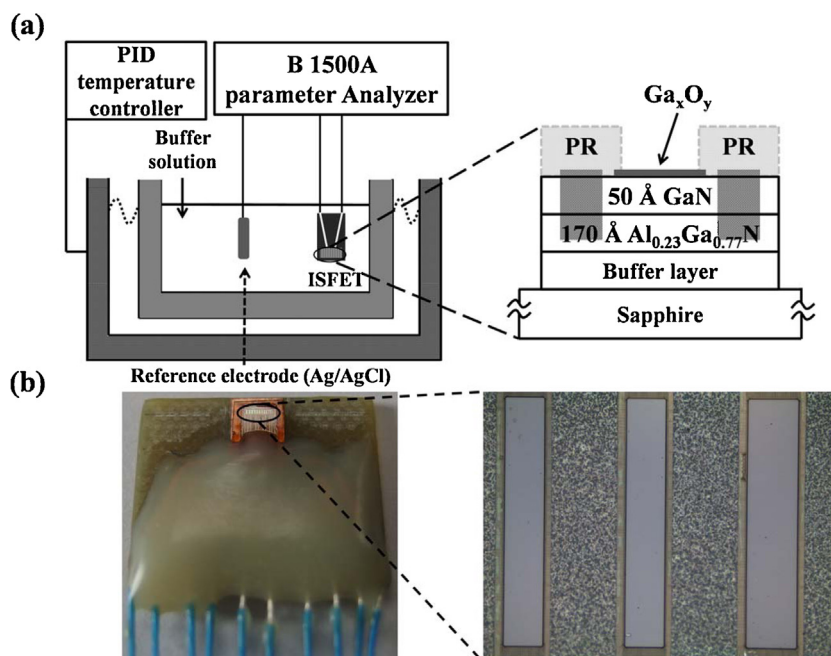 (a)
PID
temperature
controller
B 1500A
parameter Analyzer
Buffer
solution
ISFET
Reference electrode (Ag/AgCl)
GaxOy
PR
PR
50 Å GaN
170 Å Al0.23Ga0.77N
Buffer layer
Sapphire
(b)